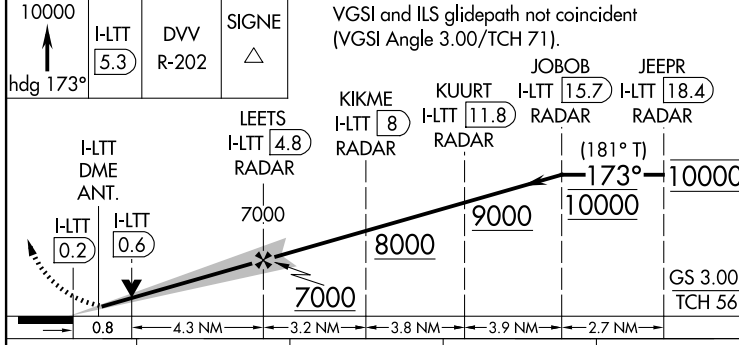 10000
hdg 173°
I-LTT
5.3
DVV
R-202
SIGNE
VGSI and ILS glidepath not coincident
(VGSI Angle 3.00/TCH 71).
JOBOB
I-LTT 15.7
RADAR
JEEPR
I-LTT 18.4
RADAR
KUURT
I-LTT 11.8
RADAR
KIKME
I-LTT 8
RADAR
LEETS
I-LTT 4.8
RADAR
I-LTT
DME
ANT.
I-LTT
0.2
I-LTT
0.6
7000
(181° T)
173°
10000
10000
9000
8000
7000
GS 3.00
TCH 56
0.8
4.3 NM
3.2 NM
3.8 NM
3.9 NM
2.7 NM